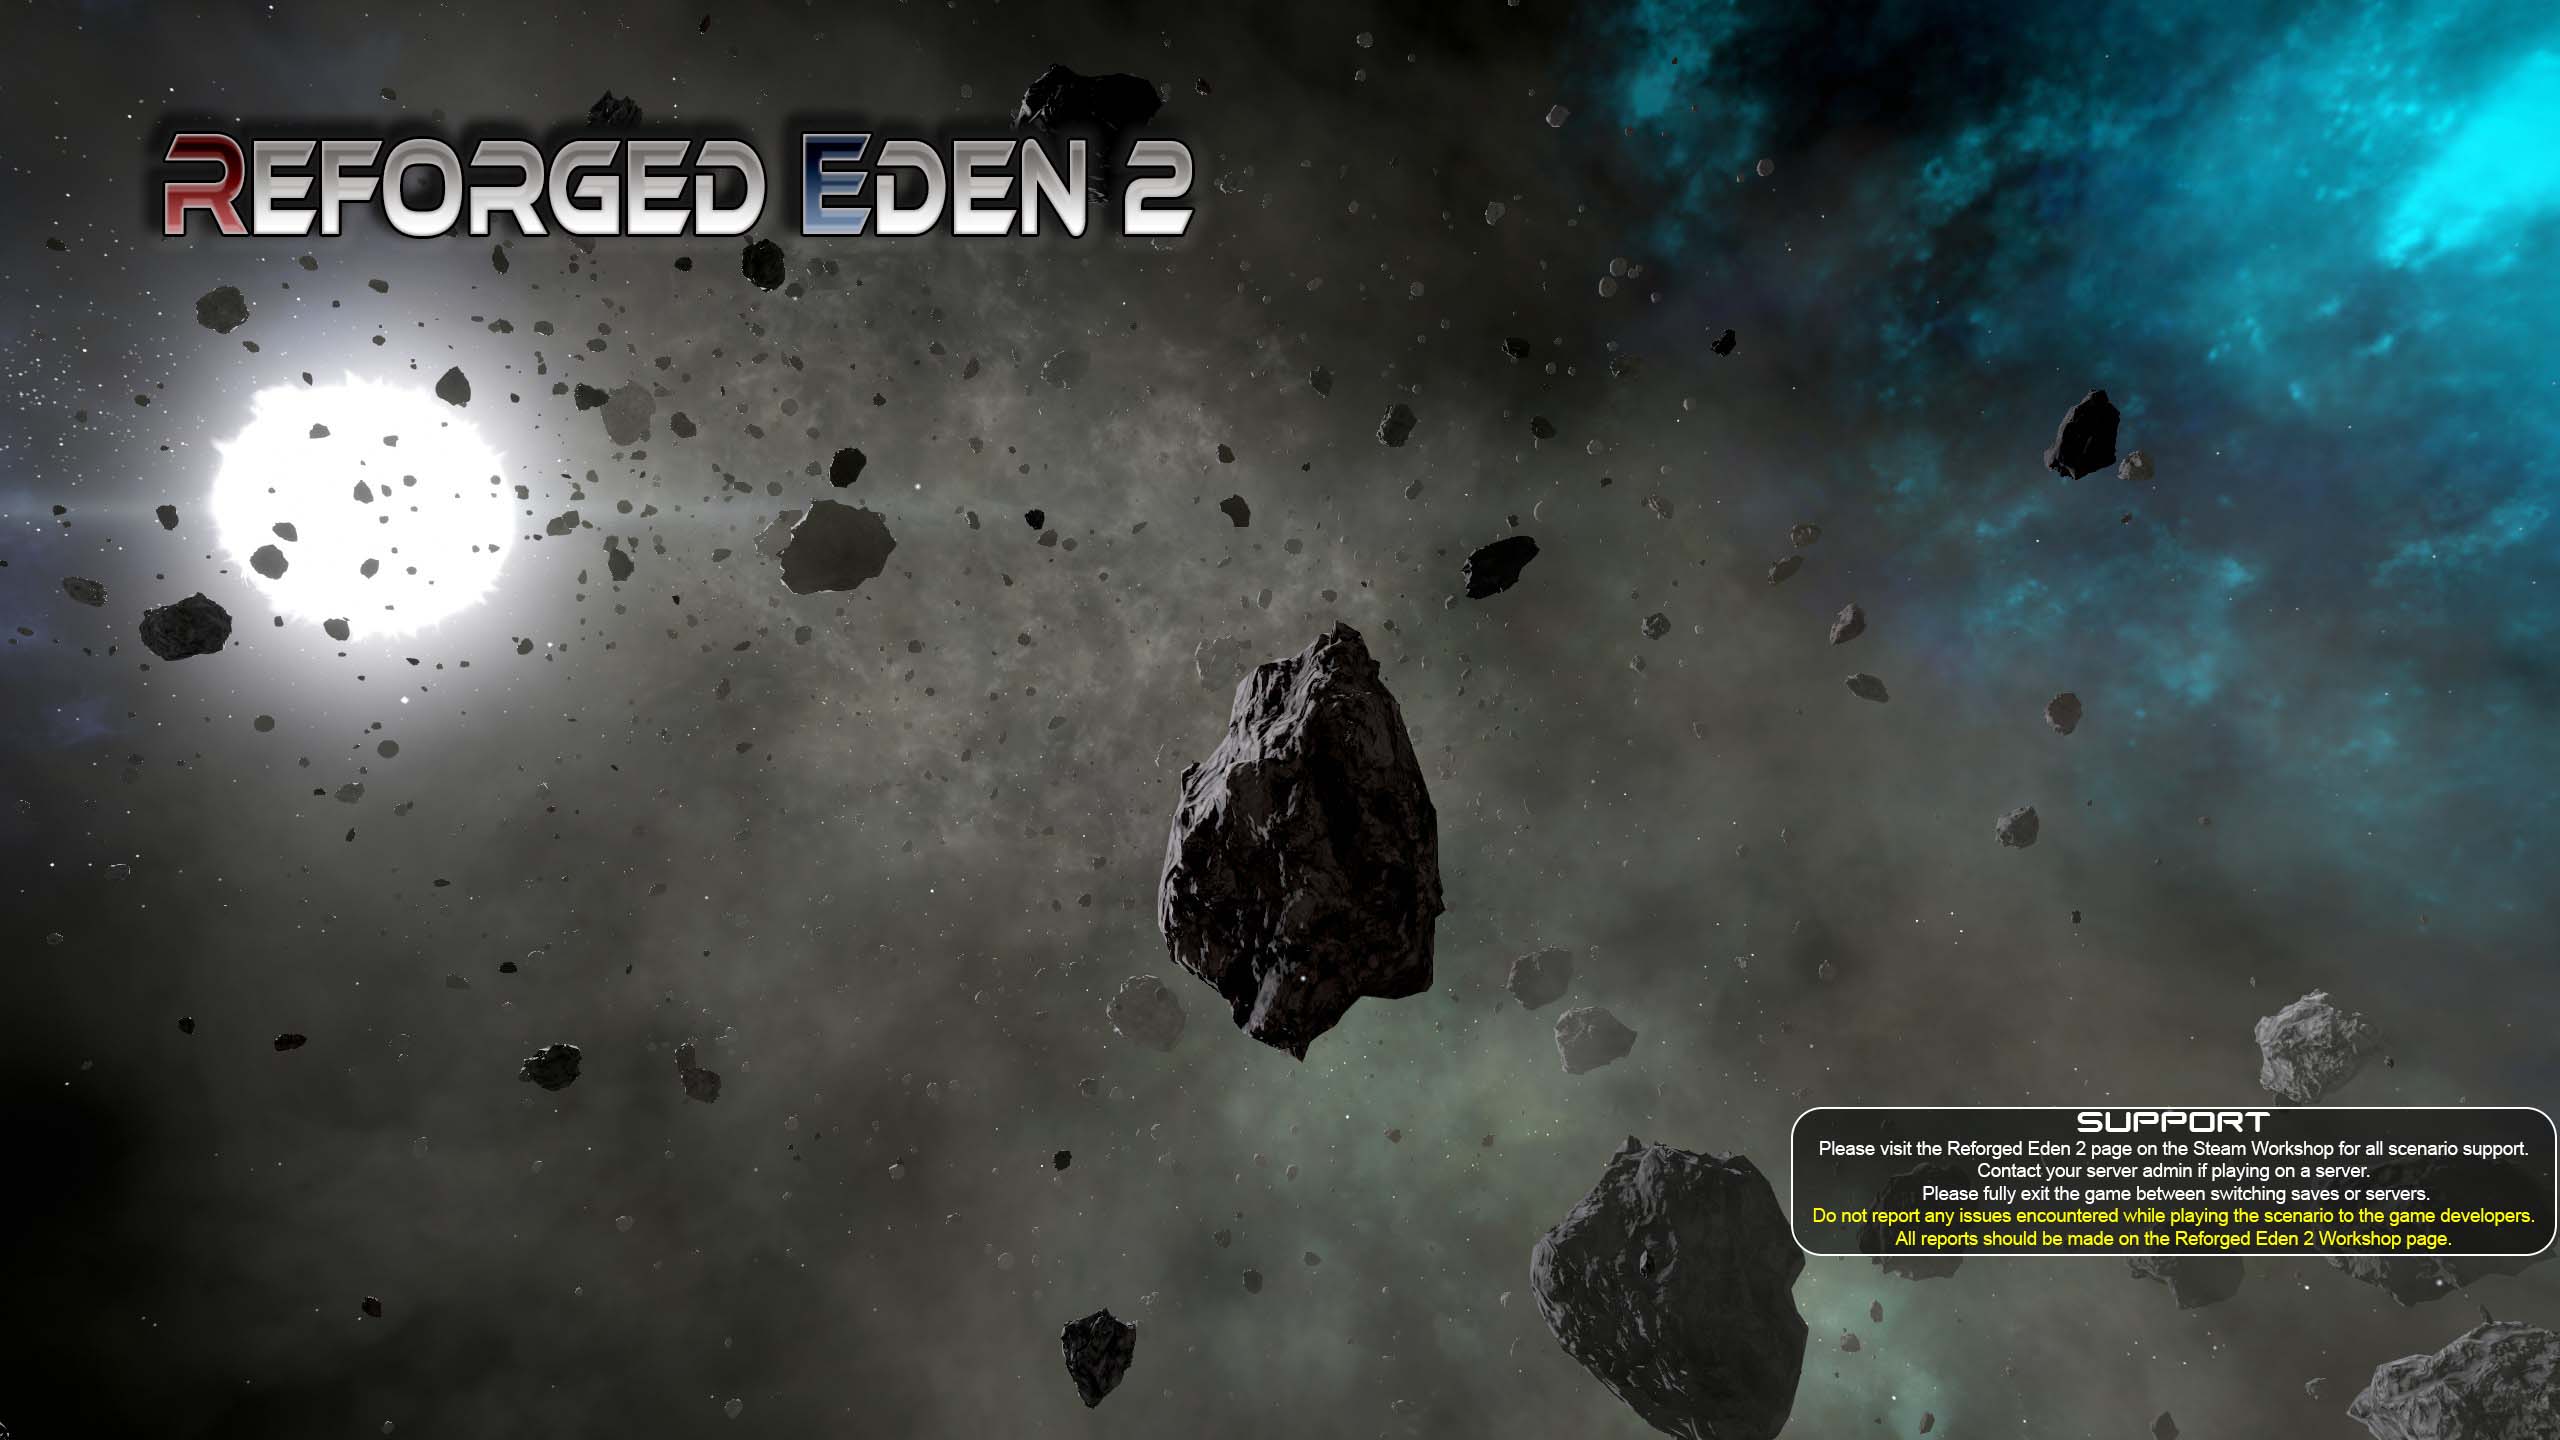 REFORGED EDEN 2
SUPPORT
Please visit the Reforged Eden 2 page on the Steam Workshop for all scenario support.
Contact your server admin if playing on a server.
Please fully exit the game between switching saves or servers.
Do not report any issues encountered while playing the scenario to the game developers.
All reports should be made on the Reforged Eden 2 Workshop page.